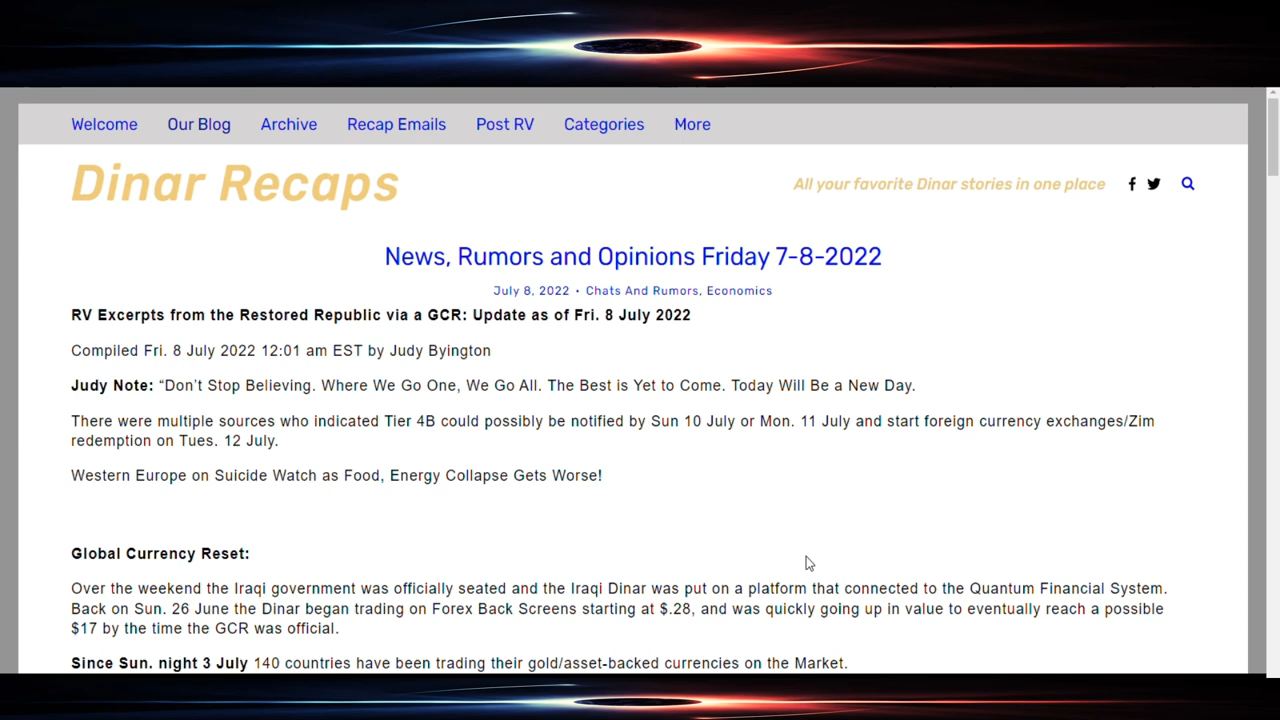 Welcome Our Blog Archive Recap Emails Post RV Categories More
Dinar Recaps
All your favorite Dinar stories in one place
News, Rumors and Opinions Friday 7-8-2022
July 8, 2022 • Chats And Rumors, Economics
RV Excerpts from the Restored Republic via a GCR: Update as of Fri. 8 July 2022
Compiled Fri. 8 July 2022 12:01 am EST by Judy Byington
Judy Note: “Don’t Stop Believing. Where We Go One, We Go All. The Best is Yet to Come. Today Will Be a New Day.
There were multiple sources who indicated Tier 4B could possibly be notified by Sun 10 July or Mon. 11 July and start foreign currency exchanges/Zim
redemption on Tues. 12 July.
Western Europe on Suicide Watch as Food, Energy Collapse Gets Worse!
Global Currency Reset:
Over the weekend the Iraqi government was officially seated and the Iraqi Dinar was put on a platform that connected to the Quantum Financial System.
Back on Sun. 26 June the Dinar began trading on Forex Back Screens starting at $.28, and was quickly going up in value to eventually reach a possible
$17 by the time the GCR was official.
Since Sun. night 3 July 140 countries have been trading their gold/asset-backed currencies on the Market.